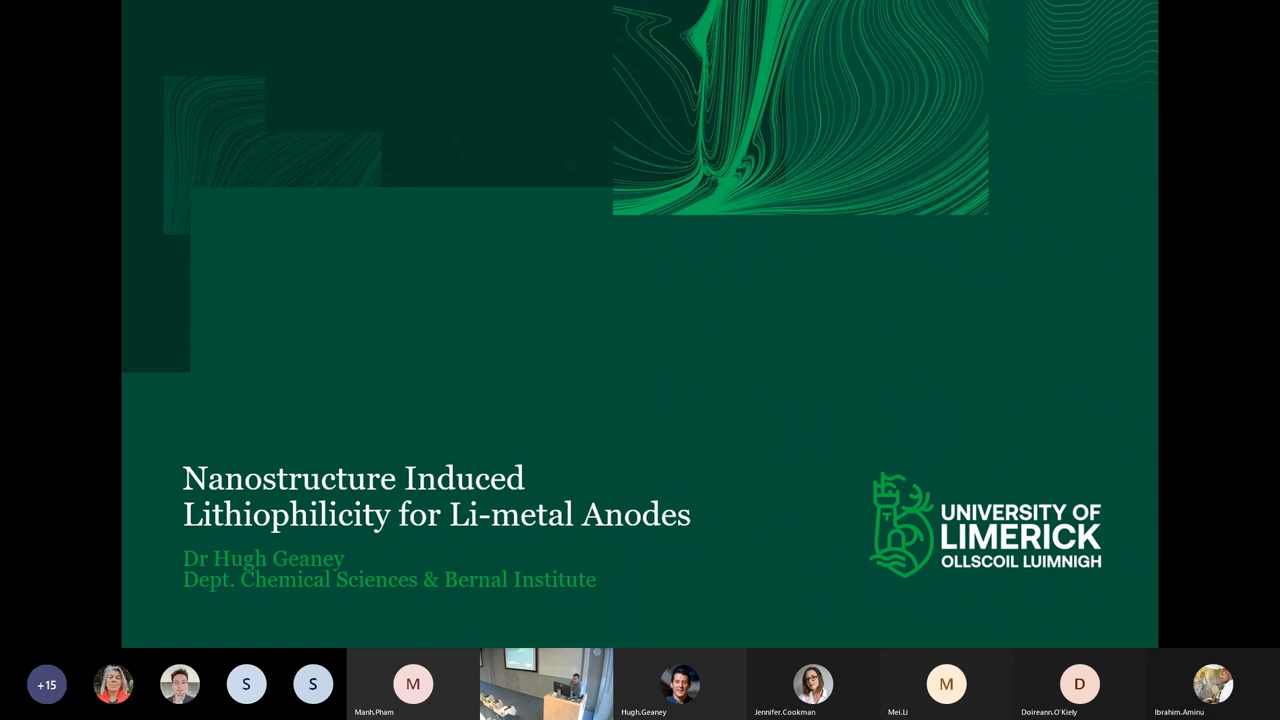 Nanostructure Induced
Lithiophilicity for Li-metal Anodes
Dr Hugh Geaney
Dept. Chemical Sciences & Bernal Institute
UNIVERSITY OF
LIMERICK
OLLSCOIL LUIMNIGH
+15
S
S
M
M
D
Manh.Pham
Hugh.Geaney
Jennifer.Cookman
Mei.Li
Doireann.O'Kiely
Ibrahim.Aminu